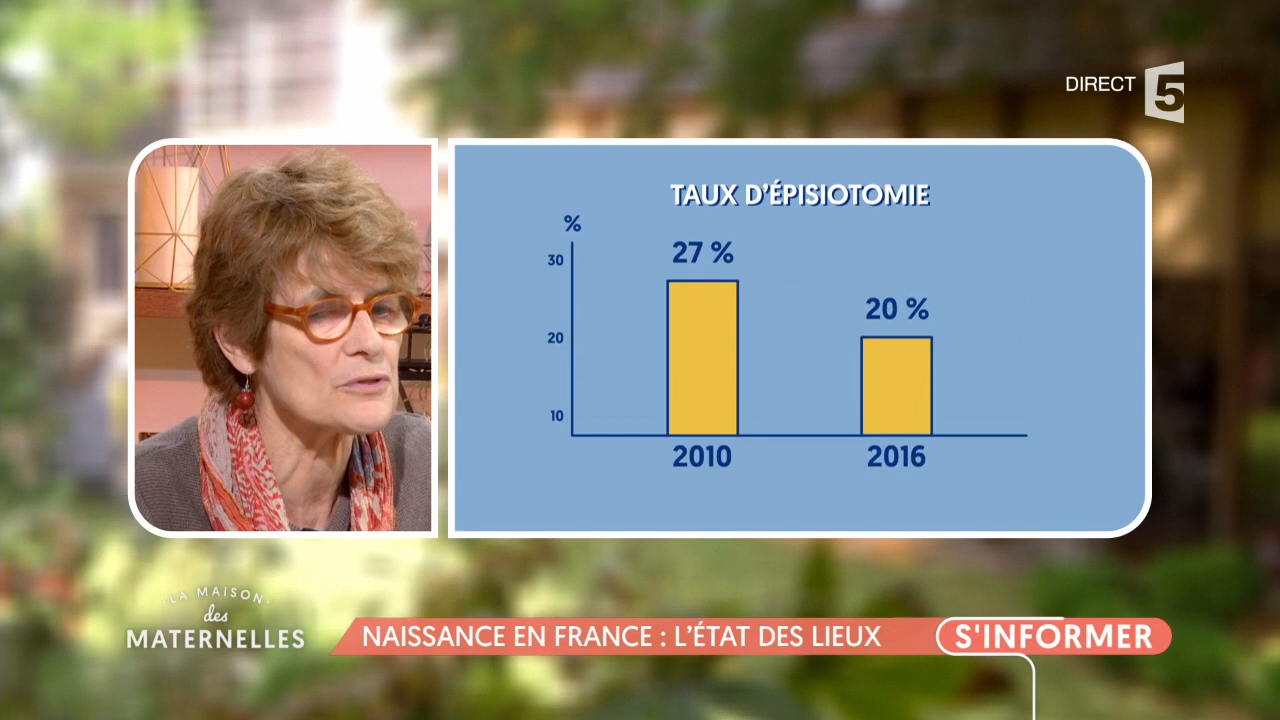 DIRECT 5
TAUX D'ÉPISIOTOMIE
%
30
27 %
20 %
20
10
2010
2016
LA MAISON
des
MATERNELLES
NAISSANCE EN FRANCE : L'ÉTAT DES LIEUX
S'INFORMER